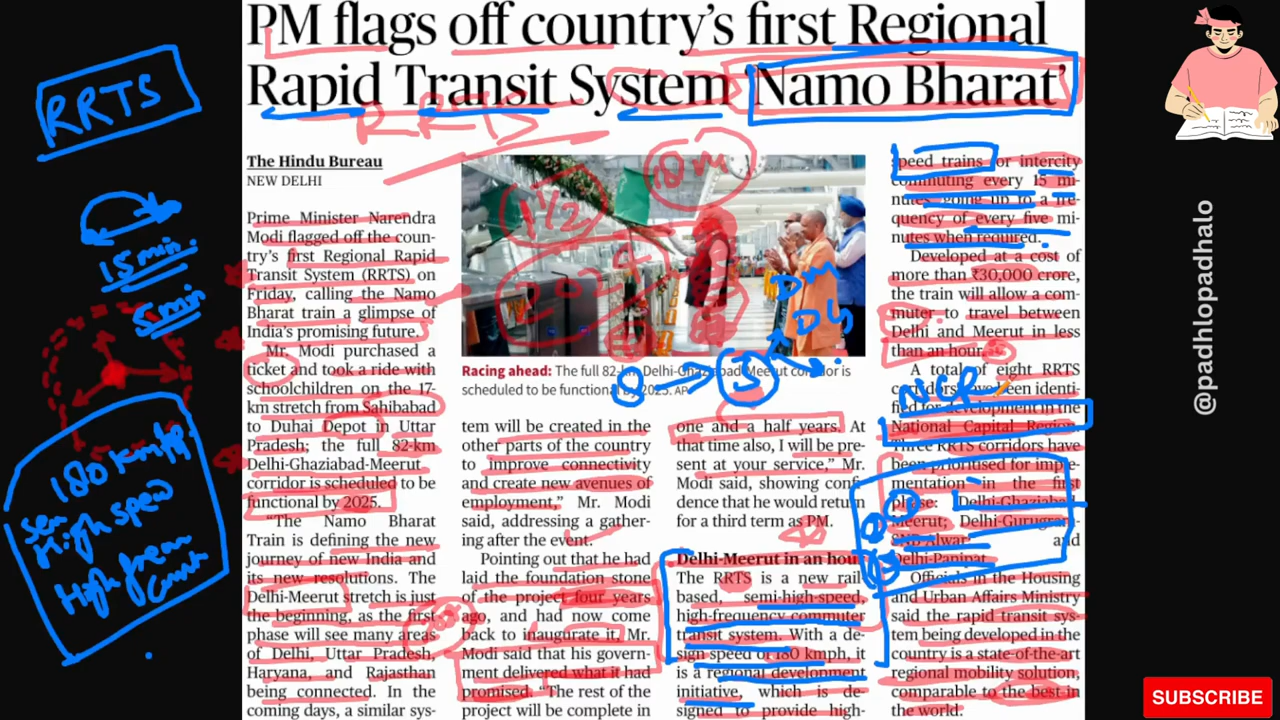 PM flags off country's first Regional
Rapid Transit System 'Namo Bharat'
RRTS
RRTS
15 min.
5 min
180 kmph.
Semi
High speed
High frequency
The Hindu Bureau
NEW DELHI
Prime Minister Narendra
Modi flagged off the coun-
try's first Regional Rapid
Transit System (RRTS) on
Friday, calling the Namo
Bharat train a glimpse of
India's promising future.
Mr. Modi purchased a
ticket and took a ride with
schoolchildren on the 17-
km stretch from Sahibabad
to Duhai Depot in Uttar
Pradesh; the full 82-km
Delhi-Ghaziabad-Meerut
corridor is scheduled to be
functional by 2025.
"The Namo Bharat
Train is defining the new
journey of new India and
its new resolutions. The
Delhi-Meerut stretch is just
the beginning, as the first
phase will see many areas
of Delhi, Uttar Pradesh,
Haryana, and Rajasthan
being connected. In the
coming days, a similar sys-
1 1/2
18 m
DM
8 → 3
Racing ahead: The full 82-km Delhi-Ghaziabad-Meerut corridor is
scheduled to be functional by 2025. AP
tem will be created in the
other parts of the country
to improve connectivity
and create new avenues of
employment," Mr. Modi
said, addressing a gather-
ing after the event.
Pointing out that he had
laid the foundation stone
of the project four years
ago, and had now come
back to inaugurate it, Mr.
Modi said that his govern-
ment delivered what it had
promised. "The rest of the
project will be complete in
one and a half years. At
that time also, I will be pre-
sent at your service," Mr.
Modi said, showing confi-
dence that he would return
for a third term as PM.
Delhi-Meerut in an hour
The RRTS is a new rail-
based, semi-high-speed,
high-frequency commuter
transit system. With a de-
sign speed of 180 kmph, it
is a regional development
initiative, which is de-
signed to provide high-
speed trains for intercity
commuting every 15 mi-
nutes, going up to a fre-
quency of every five mi-
nutes when required.
Developed at a cost of
more than ₹30,000 crore,
the train will allow a com-
muter to travel between
Delhi and Meerut in less
than an hour.
A total of eight RRTS
corridors have been identi-
fied for development in the
NCR
National Capital Region.
Three RRTS corridors have
been prioritised for imple-
mentation in the first
phase: Delhi-Ghaziabad-
Meerut; Delhi-Gurugram-
SNB-Alwar; and
Delhi-Panipat.
Officials in the Housing
and Urban Affairs Ministry
said the rapid transit sys-
tem being developed in the
country is a state-of-the-art
regional mobility solution,
comparable to the best in
the world.
@padhlopadhalo
SUBSCRIBE